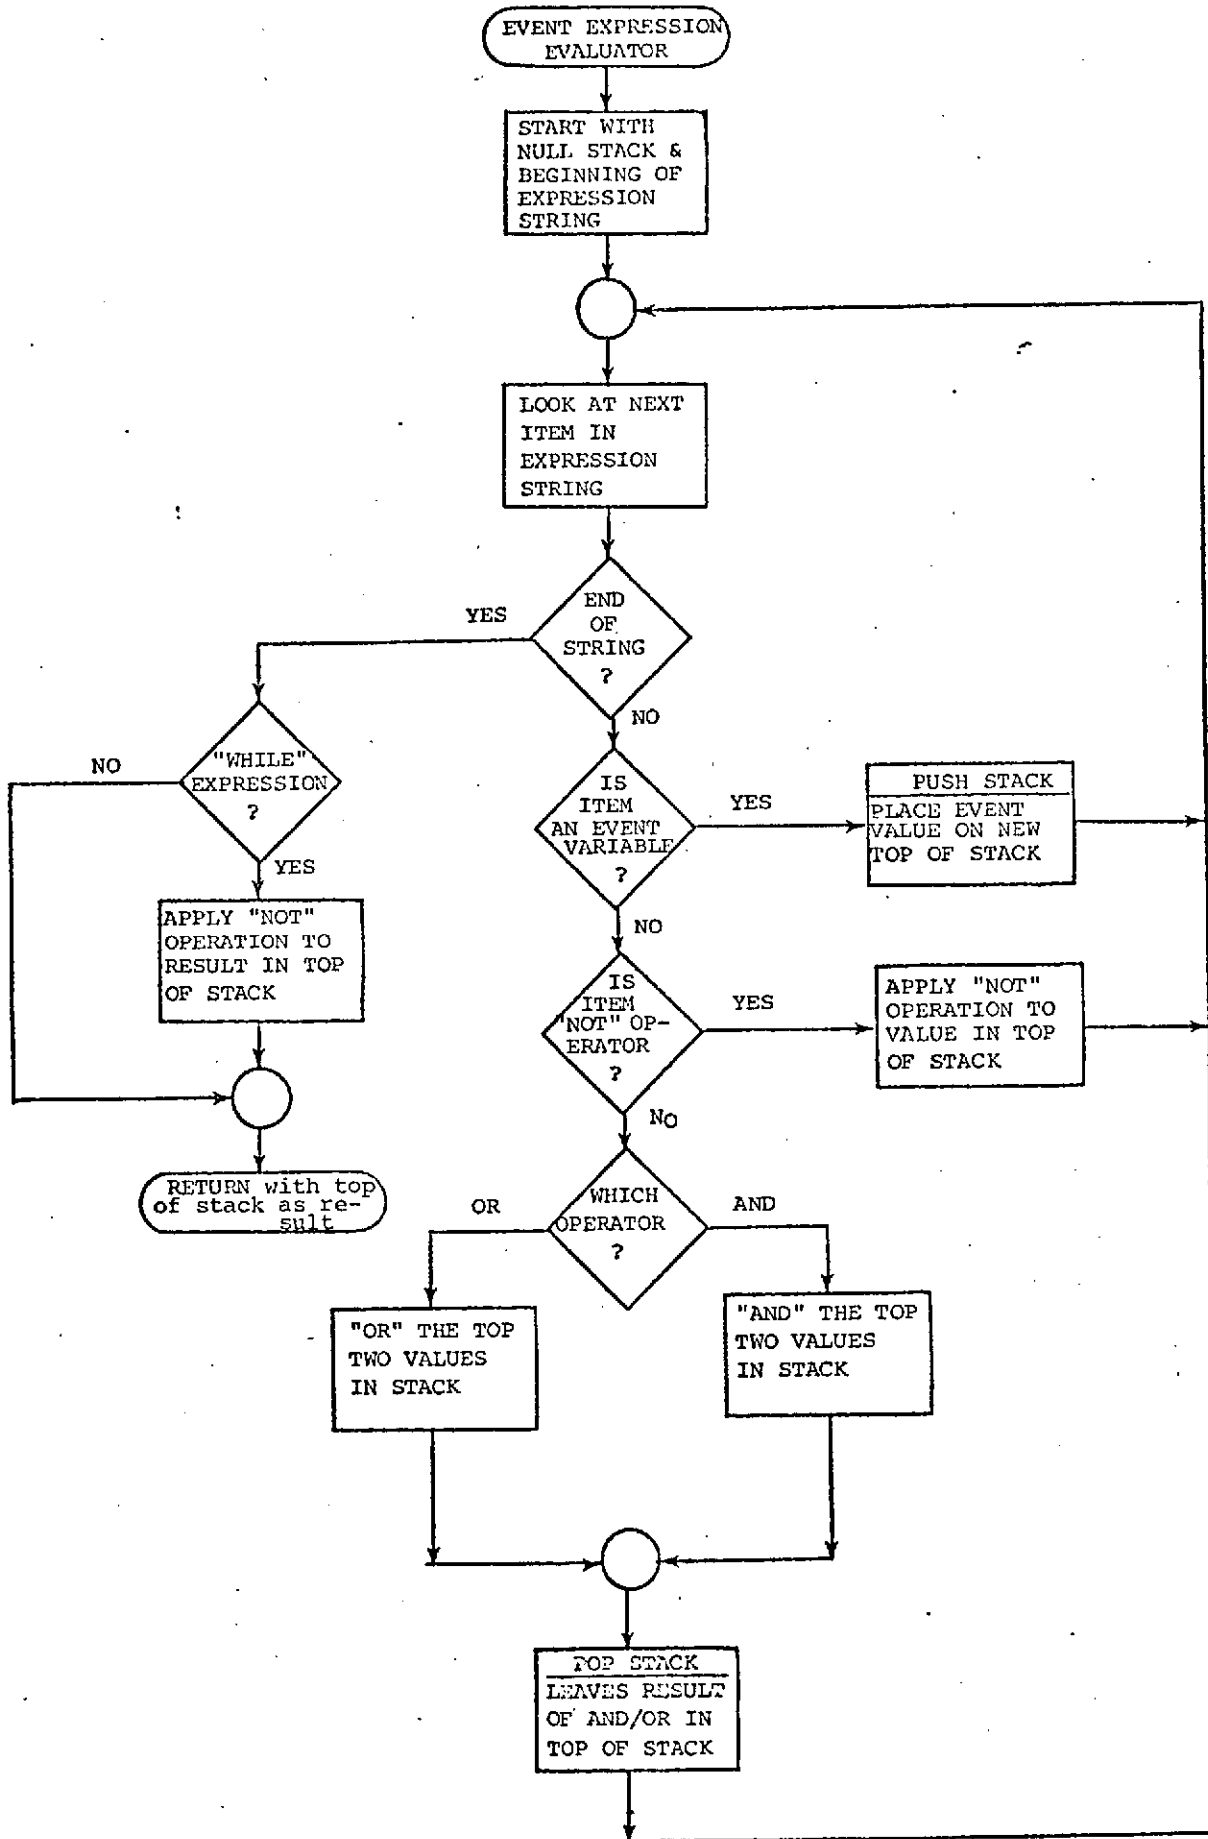 EVENT EXPRESSION
EVALUATOR
START WITH
NULL STACK &
BEGINNING OF
EXPRESSION
STRING
LOOK AT NEXT
ITEM IN
EXPRESSION
STRING
END
OF
STRING
?
YES
NO
"WHILE"
EXPRESSION
?
NO
YES
APPLY "NOT"
OPERATION TO
RESULT IN TOP
OF STACK
RETURN with top
of stack as re-
sult
IS
ITEM
AN EVENT
VARIABLE
?
YES
PUSH STACK
PLACE EVENT
VALUE ON NEW
TOP OF STACK
NO
IS
ITEM
"NOT" OP-
ERATOR
?
YES
APPLY "NOT"
OPERATION TO
VALUE IN TOP
OF STACK
NO
WHICH
OPERATOR
?
OR
AND
"OR" THE TOP
TWO VALUES
IN STACK
"AND" THE TOP
TWO VALUES
IN STACK
POP STACK
LEAVES RESULT
OF AND/OR IN
TOP OF STACK